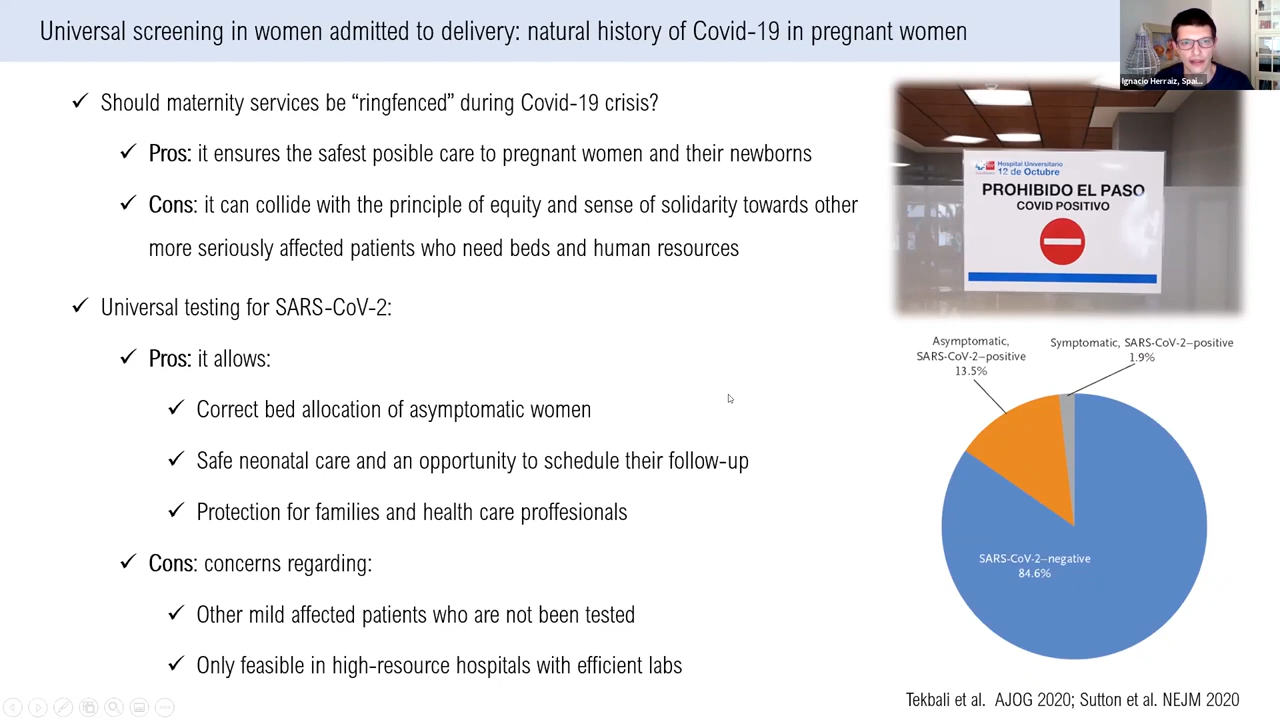 Universal screening in women admitted to delivery: natural history of Covid-19 in pregnant women
Ignacio Herraiz, Spai...
Should maternity services be “ringfenced” during Covid-19 crisis?
Pros: it ensures the safest posible care to pregnant women and their newborns
Cons: it can collide with the principle of equity and sense of solidarity towards other
more seriously affected patients who need beds and human resources
Universal testing for SARS-CoV-2:
Pros: it allows:
Correct bed allocation of asymptomatic women
Safe neonatal care and an opportunity to schedule their follow-up
Protection for families and health care proffesionals
Cons: concerns regarding:
Other mild affected patients who are not been tested
Only feasible in high-resource hospitals with efficient labs
Hospital Universitario
12 de Octubre
PROHIBIDO EL PASO
COVID POSITIVO
Asymptomatic,
SARS-CoV-2–positive
13.5%
Symptomatic, SARS-CoV-2–positive
1.9%
SARS-CoV-2–negative
84.6%
Tekbali et al. AJOG 2020; Sutton et al. NEJM 2020